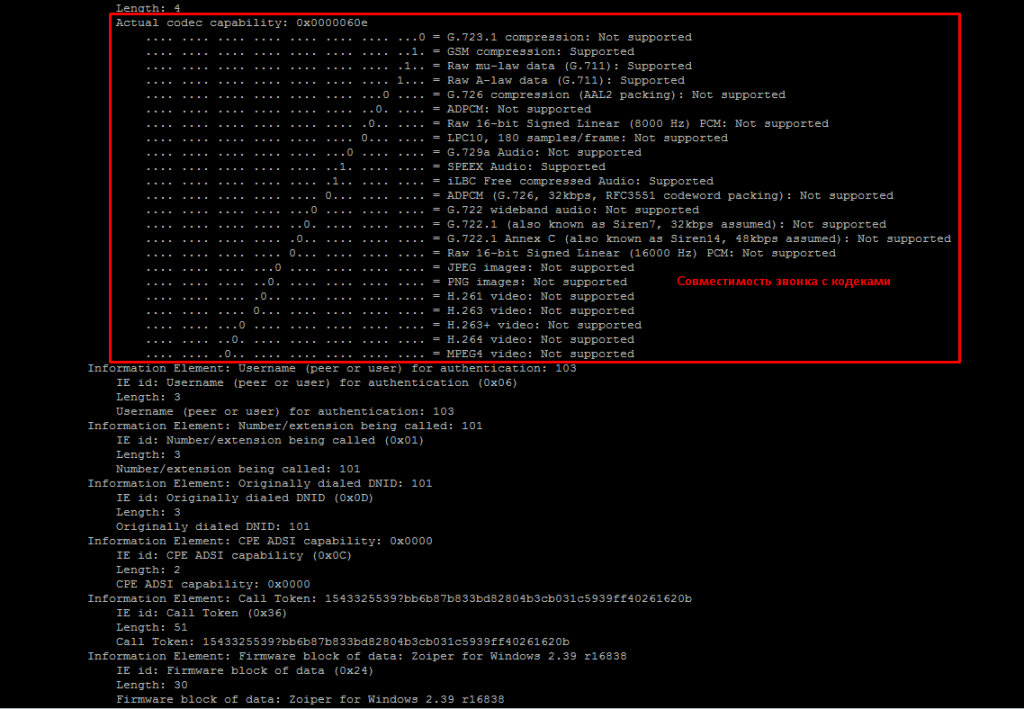 Length: 4
Actual codec capability: 0x0000060e
.... .... .... .... .... .... .... ...0 = G.723.1 compression: Not supported
.... .... .... .... .... .... .... ..1. = GSM compression: Supported
.... .... .... .... .... .... .... .1.. = Raw mu-law data (G.711): Supported
.... .... .... .... .... .... .... 1... = Raw A-law data (G.711): Supported
.... .... .... .... .... .... ...0 .... = G.726 compression (AAL2 packing): Not supported
.... .... .... .... .... .... ..0. .... = ADPCM: Not supported
.... .... .... .... .... .... .0.. .... = Raw 16-bit Signed Linear (8000 Hz) PCM: Not supported
.... .... .... .... .... .... 0... .... = LPC10, 180 samples/frame: Not supported
.... .... .... .... .... ...0 .... .... = G.729a Audio: Not supported
.... .... .... .... .... ..1. .... .... = SPEEX Audio: Supported
.... .... .... .... .... .1.. .... .... = iLBC Free compressed Audio: Supported
.... .... .... .... .... 0... .... .... = ADPCM (G.726, 32kbps, RFC3551 codeword packing): Not supported
.... .... .... .... ...0 .... .... .... = G.722 wideband audio: Not supported
.... .... .... .... ..0. .... .... .... = G.722.1 (also known as Siren7, 32kbps assumed): Not supported
.... .... .... .... .0.. .... .... .... = G.722.1 Annex C (also known as Siren14, 48kbps assumed): Not supported
.... .... .... .... 0... .... .... .... = Raw 16-bit Signed Linear (16000 Hz) PCM: Not supported
.... .... .... ...0 .... .... .... .... = JPEG images: Not supported
.... .... .... ..0. .... .... .... .... = PNG images: Not supported
Совместимость звонка с кодеками
.... .... .... .0.. .... .... .... .... = H.261 video: Not supported
.... .... .... 0... .... .... .... .... = H.263 video: Not supported
.... .... ...0 .... .... .... .... .... = H.263+ video: Not supported
.... .... ..0. .... .... .... .... .... = H.264 video: Not supported
.... .... .0.. .... .... .... .... .... = MPEG4 video: Not supported
Information Element: Username (peer or user) for authentication: 103
IE id: Username (peer or user) for authentication (0x06)
Length: 3
Username (peer or user) for authentication: 103
Information Element: Number/extension being called: 101
IE id: Number/extension being called (0x01)
Length: 3
Number/extension being called: 101
Information Element: Originally dialed DNID: 101
IE id: Originally dialed DNID (0x0D)
Length: 3
Originally dialed DNID: 101
Information Element: CPE ADSI capability: 0x0000
IE id: CPE ADSI capability (0x0C)
Length: 2
CPE ADSI capability: 0x0000
Information Element: Call Token: 1543325539?bb6b87b833bd82804b3cb031c5939ff40261620b
IE id: Call Token (0x36)
Length: 51
Call Token: 1543325539?bb6b87b833bd82804b3cb031c5939ff40261620b
Information Element: Firmware block of data: Zoiper for Windows 2.39 r16838
IE id: Firmware block of data (0x24)
Length: 30
Firmware block of data: Zoiper for Windows 2.39 r16838